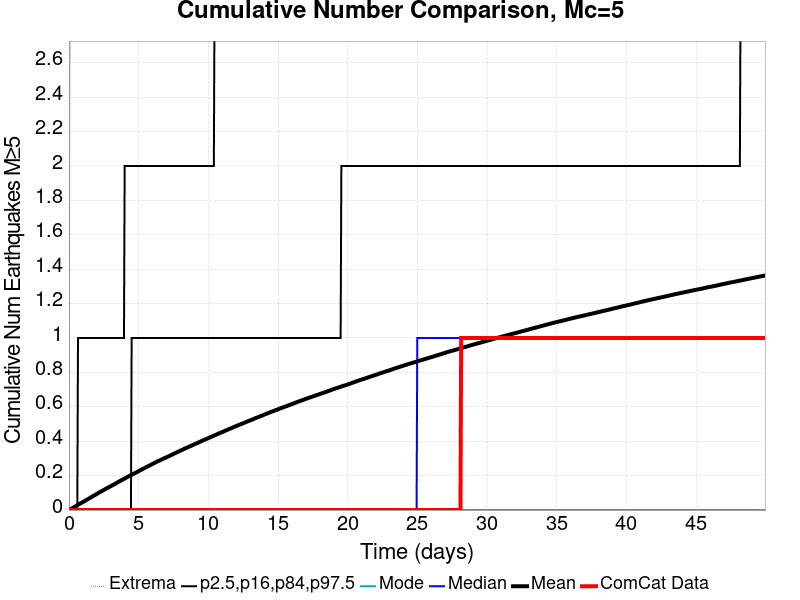 Cumulative Number Comparison, Mc=5
Cumulative Num Earthquakes M≥5
2.6
2.4
2.2
2
1.8
1.6
1.4
1.2
1
0.8
0.6
0.4
0.2
0
0 5 10 15 20 25 30 35 40 45
Time (days)
Extrema p2.5,p16,p84,p97.5 Mode Median Mean ComCat Data